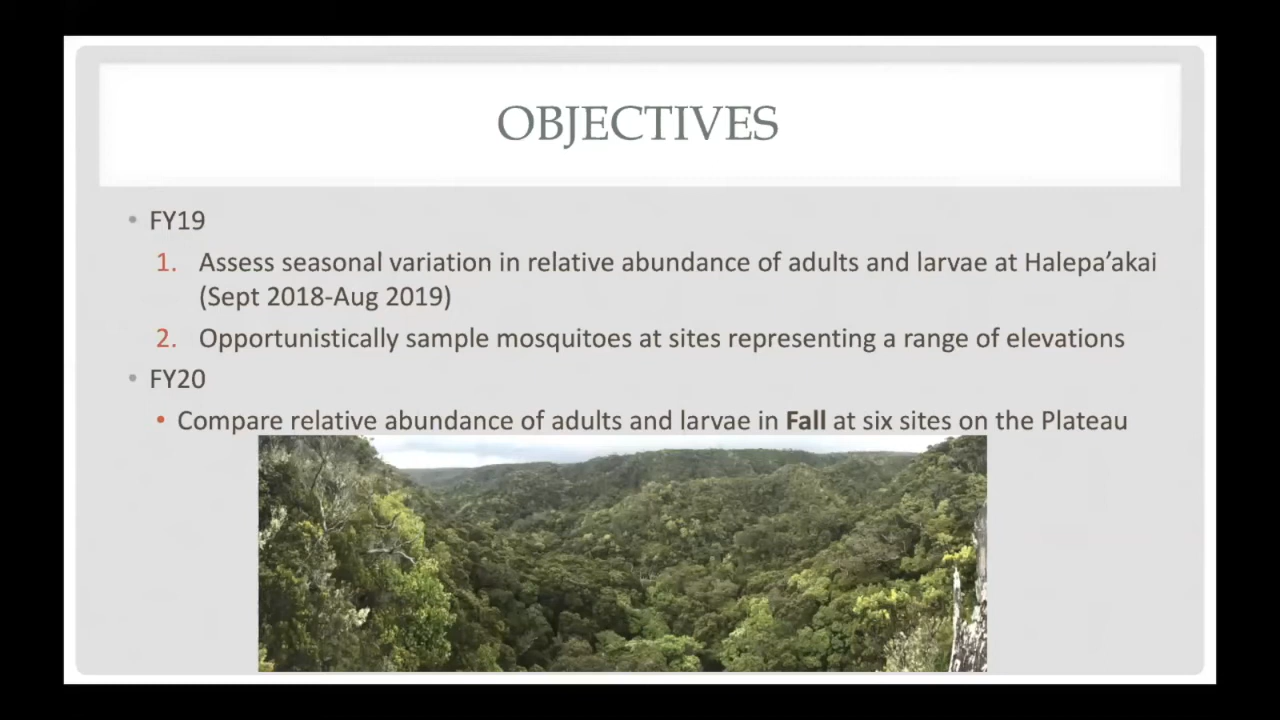 OBJECTIVES
• FY19
1. Assess seasonal variation in relative abundance of adults and larvae at Halepa’akai
(Sept 2018-Aug 2019)
2. Opportunistically sample mosquitoes at sites representing a range of elevations
• FY20
• Compare relative abundance of adults and larvae in Fall at six sites on the Plateau